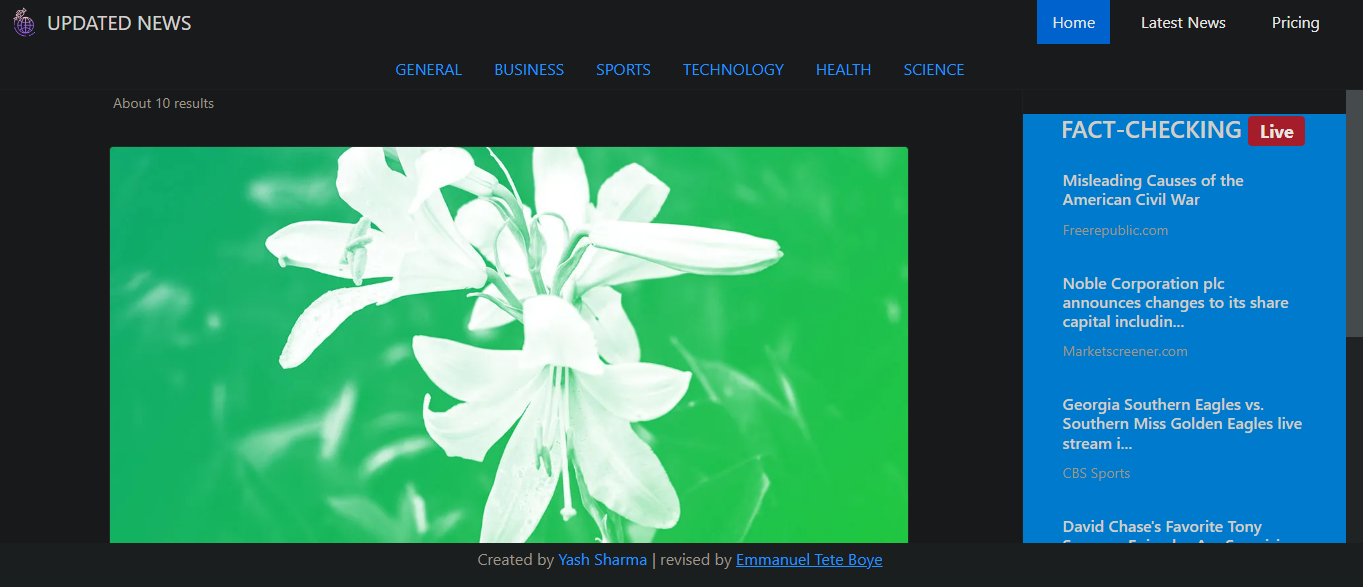 UPDATED NEWS
Home
Latest News
Pricing
GENERAL
BUSINESS
SPORTS
TECHNOLOGY
HEALTH
SCIENCE
About 10 results
FACT-CHECKING Live
Misleading Causes of the
American Civil War
Freerepublic.com
Noble Corporation plc
announces changes to its share
capital includin...
Marketscreener.com
Georgia Southern Eagles vs.
Southern Miss Golden Eagles live
stream i...
CBS Sports
David Chase's Favorite Tony
Created by Yash Sharma | revised by Emmanuel Tete Boye